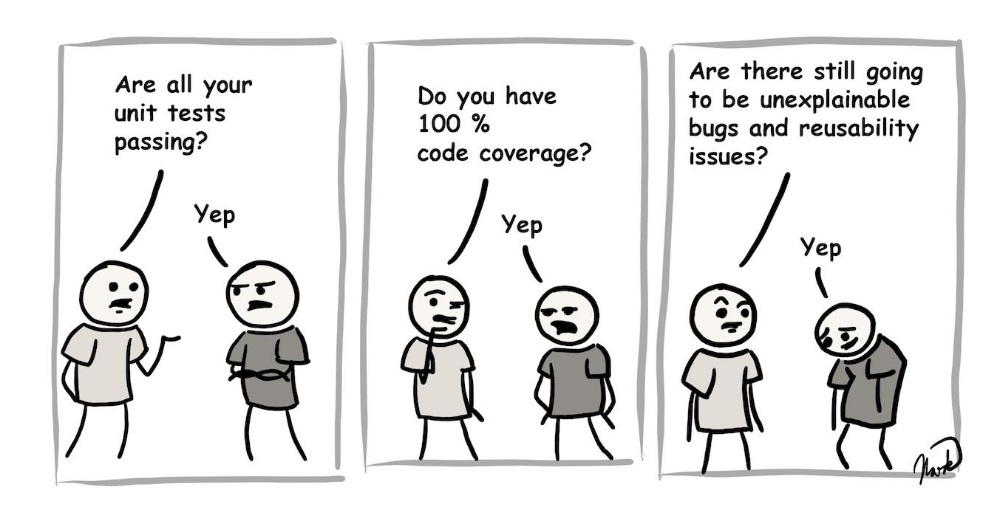 Are all your
unit tests
passing?
Yep
Do you have
100 %
code coverage?
Yep
Are there still going
to be unexplainable
bugs and reusability
issues?
Yep